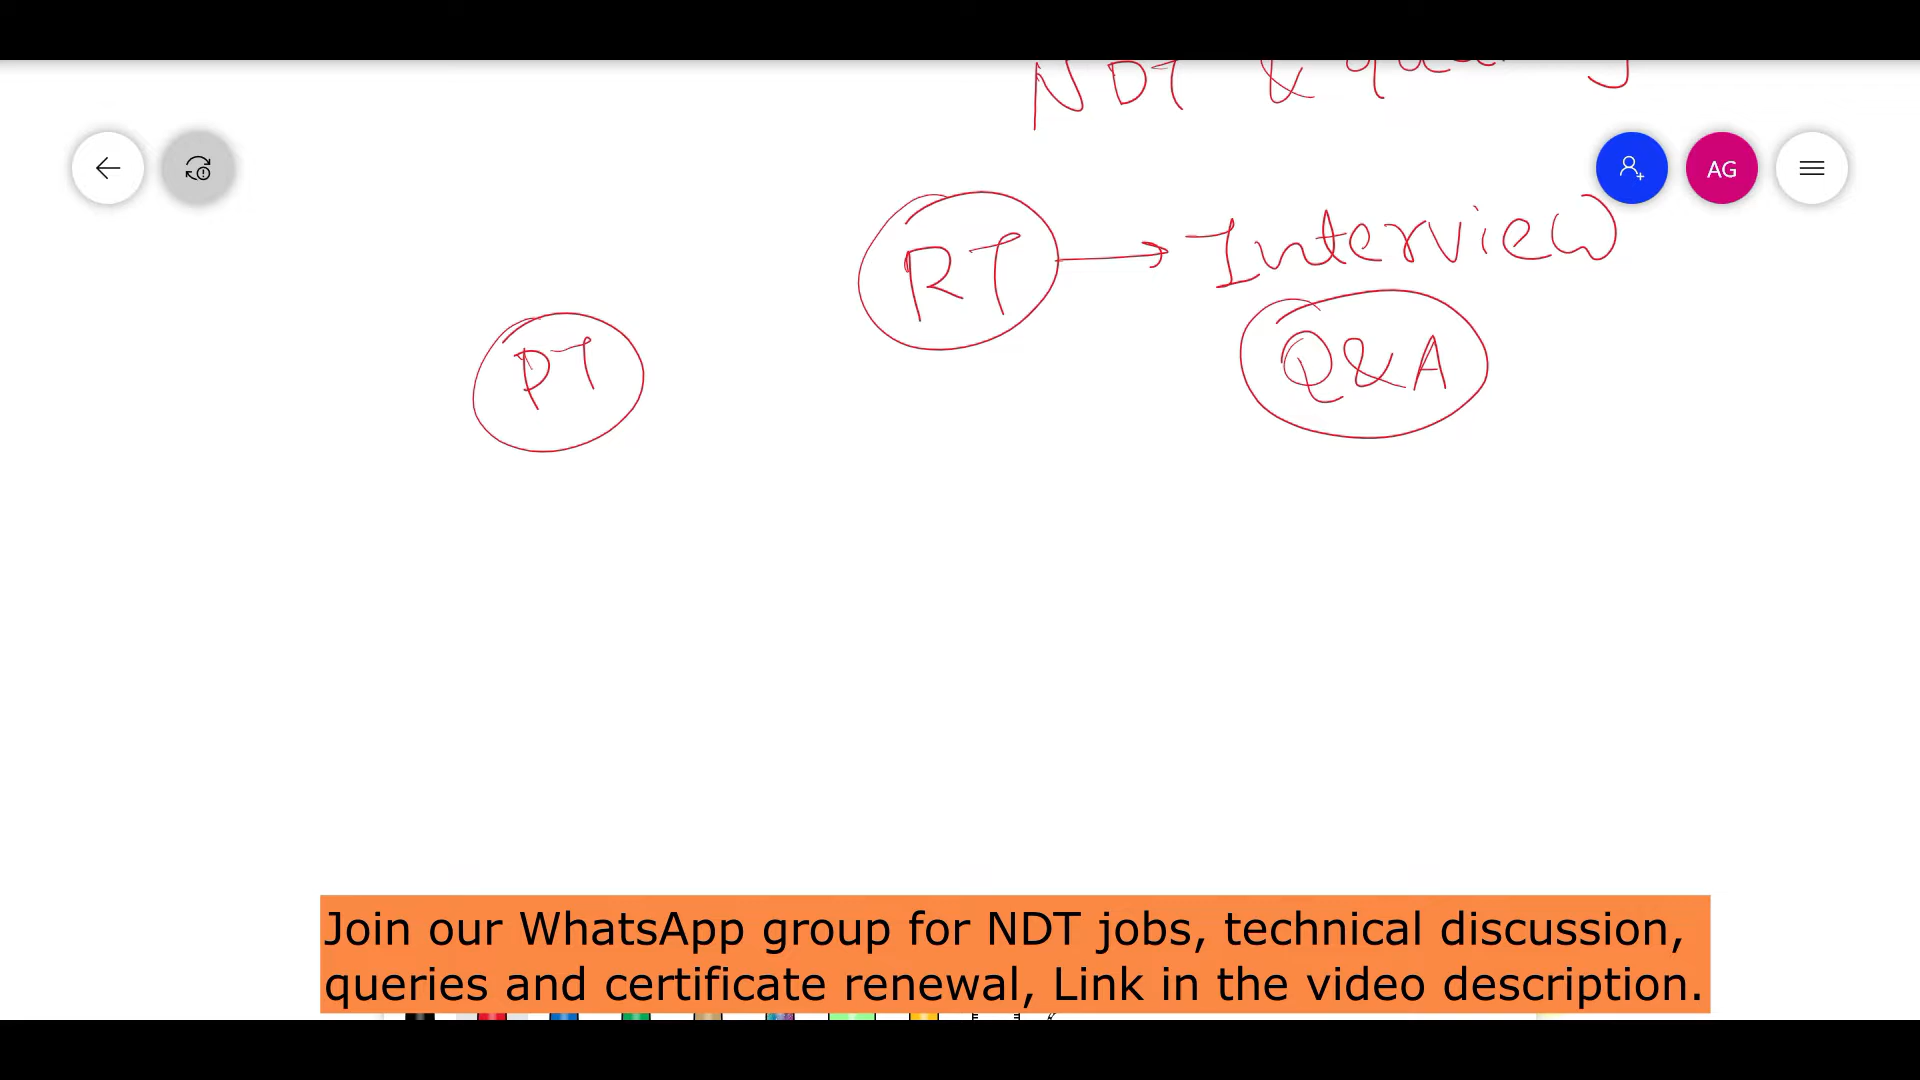 NDT & quality
AG
RT → Interview
PT
Q&A
Join our WhatsApp group for NDT jobs, technical discussion,
queries and certificate renewal, Link in the video description.